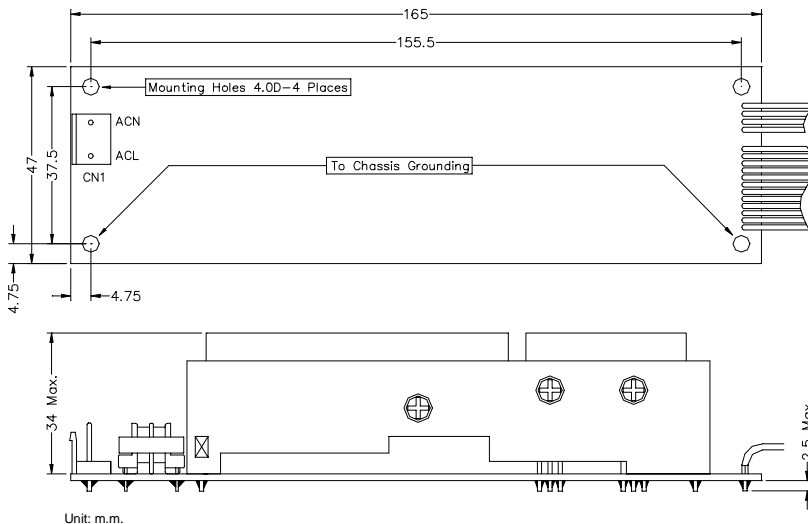 165
155.5
Mounting Holes 4.0D-4 Places
ACN
ACL
CN1
47
37.5
To Chassis Grounding
4.75
4.75
34 Max.
2.5 Max
Unit: m.m.